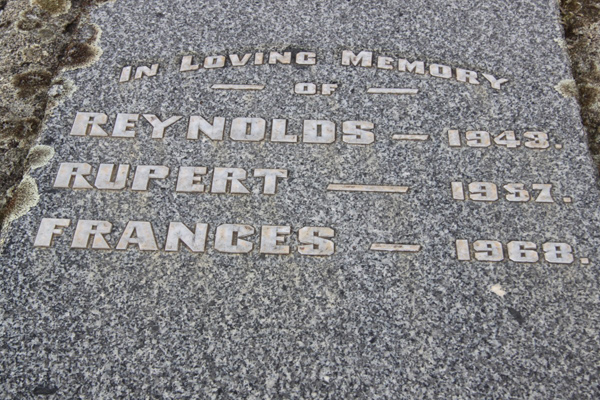 In Loving Memory
— OF —
REYNOLDS — 1943.
RUPERT — 1957.
FRANCES — 1968.